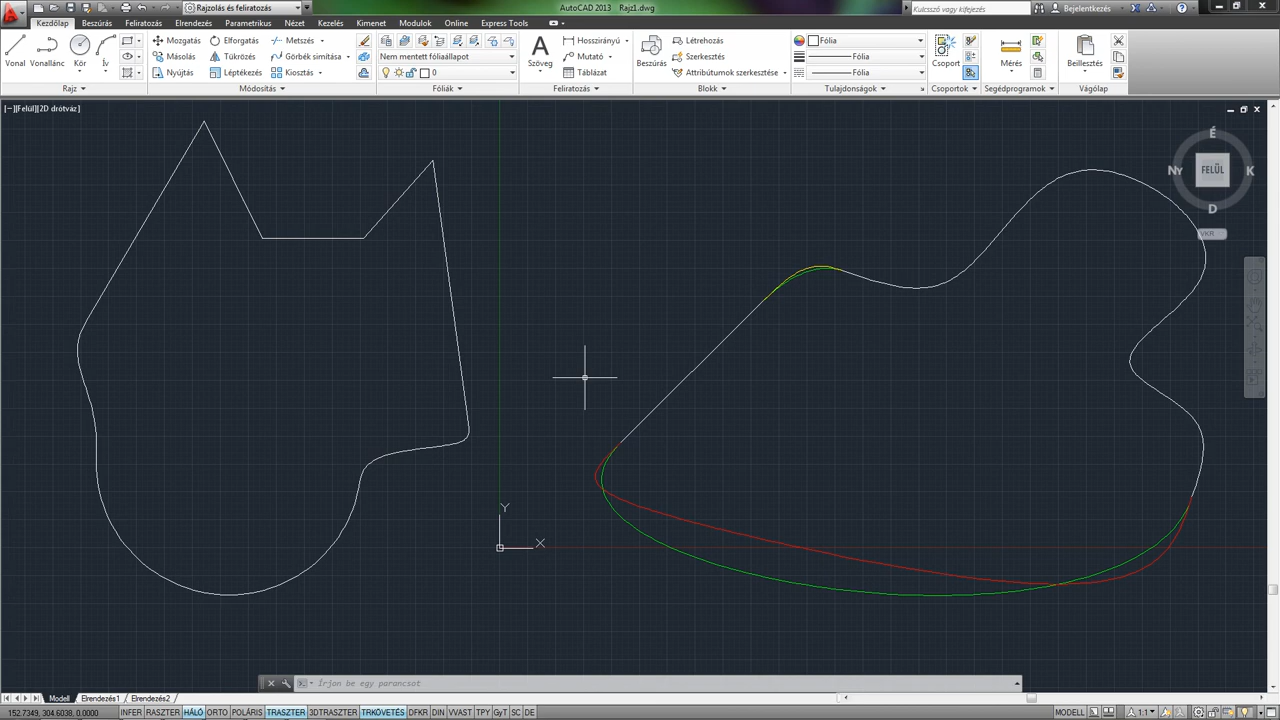 Rajzolás és feliratozás
AutoCAD 2013 Rajz1.dwg
Kulcsszó vagy kifejezés
Bejelentkezés
Kezdőlap Beszúrás Feliratozás Elrendezés Parametrikus Nézet Kezelés Kimenet Modulok Online Express Tools
Vonal
Vonallánc
Kör
Ív
Mozgatás Elforgatás Metszés
Másolás Tükrözés Görbék simítása
Nyújtás Léptékezés Kiosztás
Nem mentett fóliaállapot
0
Szöveg
Hosszirányú
Mutató
Táblázat
Beszúrás
Létrehozás
Szerkesztés
Attribútumok szerkesztése
Fólia
Fólia
Fólia
Csoport
Mérés
Beillesztés
Rajz Módosítás Fóliák Feliratozás Blokk Tulajdonságok Csoportok Segédprogramok Vágólap
[−][Felül][2D drótváz]
É
NY FELÜL K
D
VKR
Y
X
Írjon be egy parancsot
Modell Elrendezés1 Elrendezés2
152.7349, 304.6038, 0.0000 INFER RASZTER HÁLÓ ORTO POLÁRIS TRASZTER 3DTRASZTER TRKÖVETÉS DFKR DIN VVAST TPY GyT SC DE MODELL 1:1